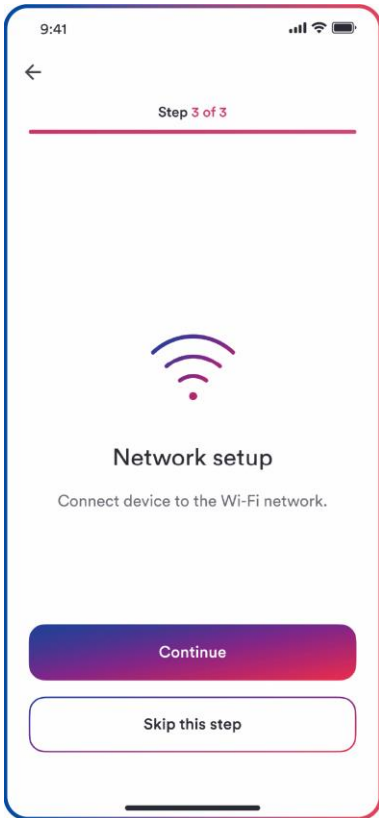 9:41
Step 3 of 3
Network setup
Connect device to the Wi-Fi network.
Continue
Skip this step